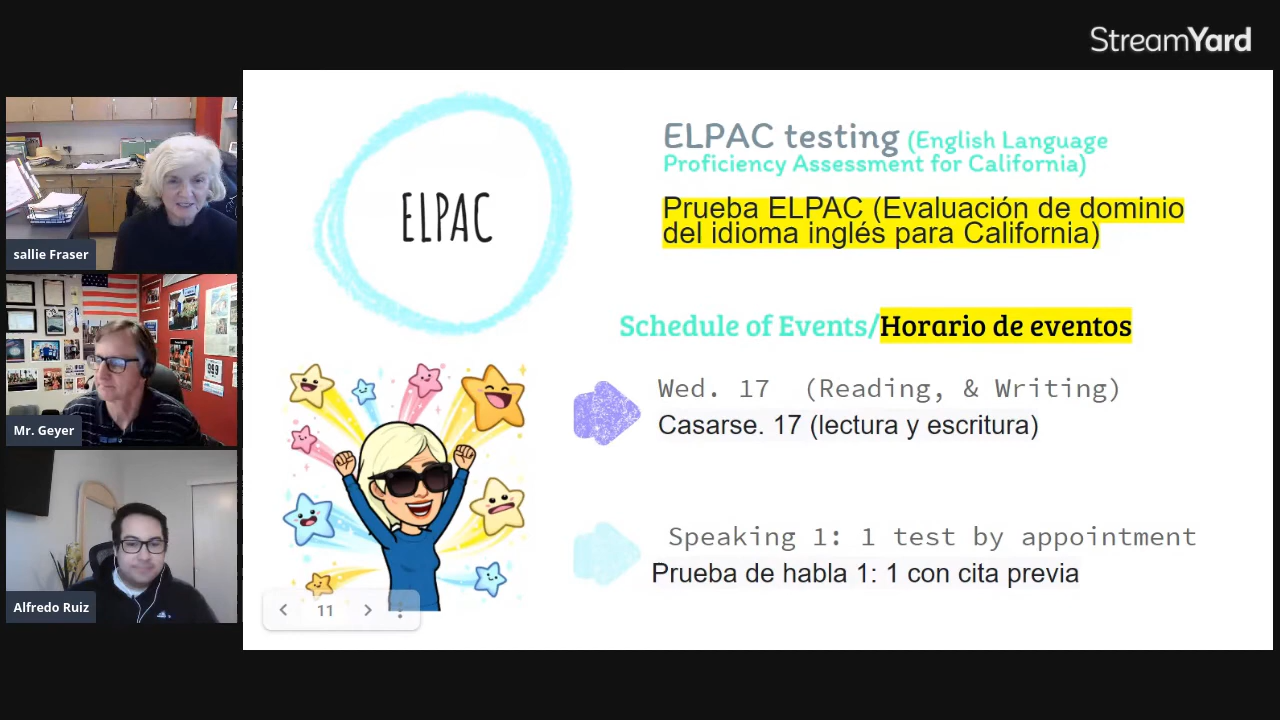 StreamYard
sallie Fraser
Mr. Geyer
999
Alfredo Ruiz
ELPAC
ELPAC testing (English Language
Proficiency Assessment for California)
Prueba ELPAC (Evaluación de dominio
del idioma inglés para California)
Schedule of Events/Horario de eventos
Wed. 17 (Reading, & Writing)
Casarse. 17 (lectura y escritura)
Speaking 1: 1 test by appointment
Prueba de habla 1: 1 con cita previa
11